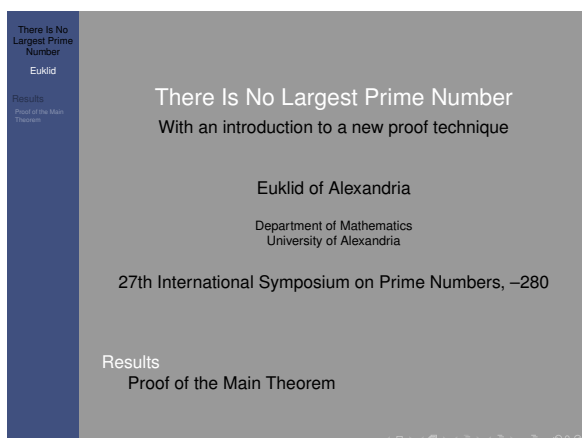 There Is No
Largest Prime
Number
Euklid
Results
Proof of the Main
Theorem
There Is No Largest Prime Number
With an introduction to a new proof technique
Euklid of Alexandria
Department of Mathematics
University of Alexandria
27th International Symposium on Prime Numbers, –280
Results
Proof of the Main Theorem